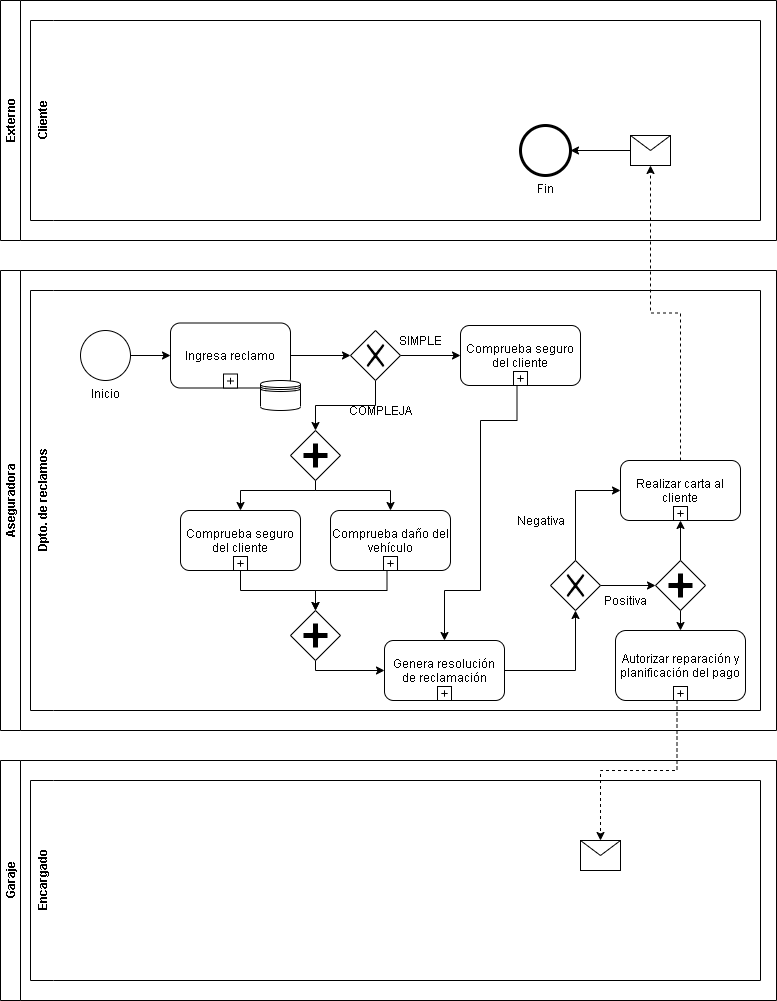 Externo
Cliente
Fin
Aseguradora
Dpto. de reclamos
Inicio
Ingresa reclamo
SIMPLE
Comprueba seguro
del cliente
COMPLEJA
Comprueba seguro
del cliente
Comprueba daño del
vehículo
Genera resolución
de reclamación
Negativa
Positiva
Realizar carta al
cliente
Autorizar reparación y
planificación del pago
Garaje
Encargado